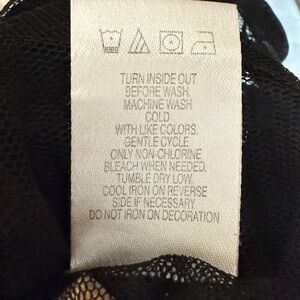 TURN INSIDE OUT
BEFORE WASH.
MACHINE WASH
COLD
WITH LIKE COLORS.
GENTLE CYCLE
ONLY NON-CHLORINE
BLEACH WHEN NEEDED.
TUMBLE DRY LOW.
COOL IRON ON REVERSE
SIDE IF NECESSARY.
DO NOT IRON ON DECORATION